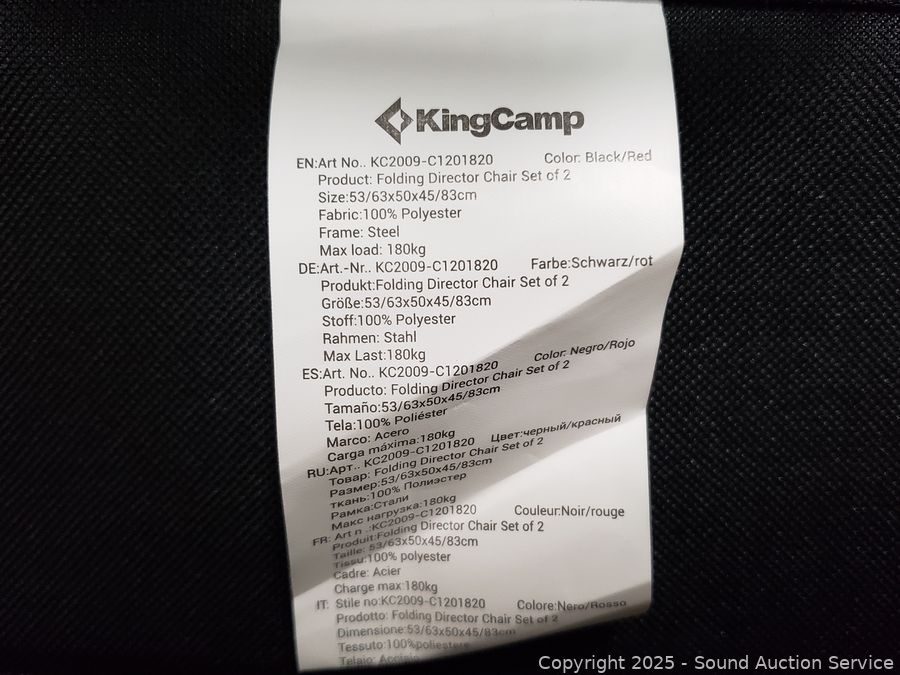 KingCamp
EN:Art No.. KC2009-C1201820 Color: Black/Red
Product: Folding Director Chair Set of 2
Size:53/63x50x45/83cm
Fabric:100% Polyester
Frame: Steel
Max load: 180kg
DE:Art.-Nr.. KC2009-C1201820 Farbe:Schwarz/rot
Produkt:Folding Director Chair Set of 2
Größe:53/63x50x45/83cm
Stoff:100% Polyester
Rahmen: Stahl
Max Last:180kg
ES:Art. No.. KC2009-C1201820 Color: Negro/Rojo
Producto: Folding Director Chair Set of 2
Tamaño:53/63x50x45/83cm
Tela:100% Poliéster
Marco: Acero
Carga máxima:180kg
RU:Арт.. KC2009-C1201820 Цвет:черный/красный
Товар: Folding Director Chair Set of 2
Размер:53/63x50x45/83cm
ткань:100% Полиэстер
Рамка:Стали
Макс нагрузка:180kg
FR: Art n .:KC2009-C1201820 Couleur:Noir/rouge
Produit:Folding Director Chair Set of 2
Taille: 53/63x50x45/83cm
Tissu:100% polyester
Cadre: Acier
Charge max:180kg
IT: Stile no:KC2009-C1201820 Colore:Nero/Rosso
Prodotto: Folding Director Chair Set of 2
Dimensione:53/63x50x45/83cm
Tessuto:100%poliestere
Telaio: Acciaio
Copyright 2025 - Sound Auction Service